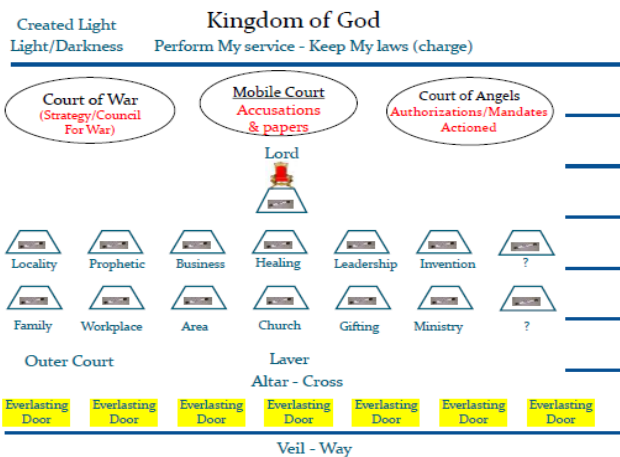 Created Light
Kingdom of God
Light/Darkness
Perform My service - Keep My laws (charge)
Court of War
(Strategy/Council
For War)
Mobile Court
Accusations
& papers
Court of Angels
Authorizations/Mandates
Actioned
Lord
Locality Prophetic Business Healing Leadership Invention ?
Family Workplace Area Church Gifting Ministry ?
Outer Court
Laver
Altar - Cross
Everlasting Everlasting Everlasting Everlasting Everlasting Everlasting Everlasting
Door Door Door Door Door Door Door
Veil - Way